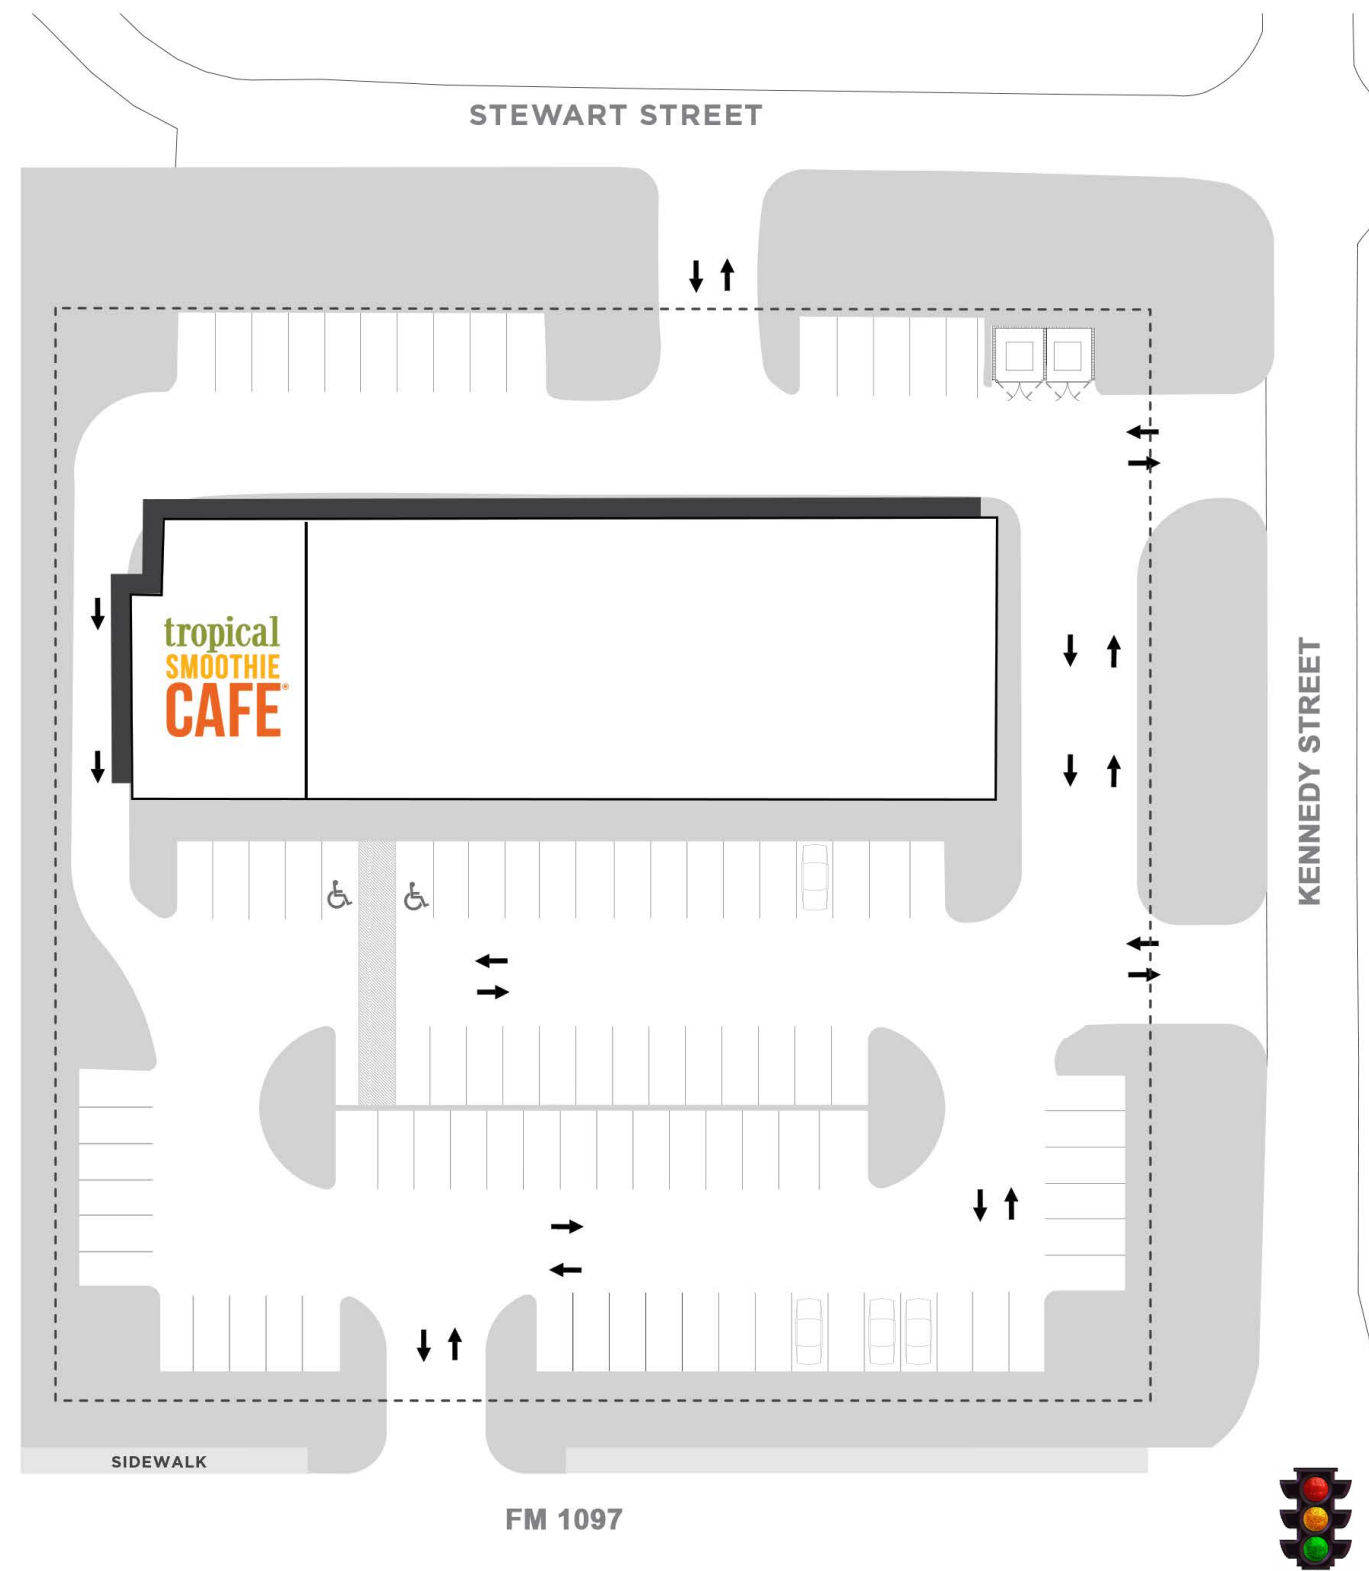 STEWART STREET
tropical
SMOOTHIE
CAFE®
KENNEDY STREET
SIDEWALK
FM 1097